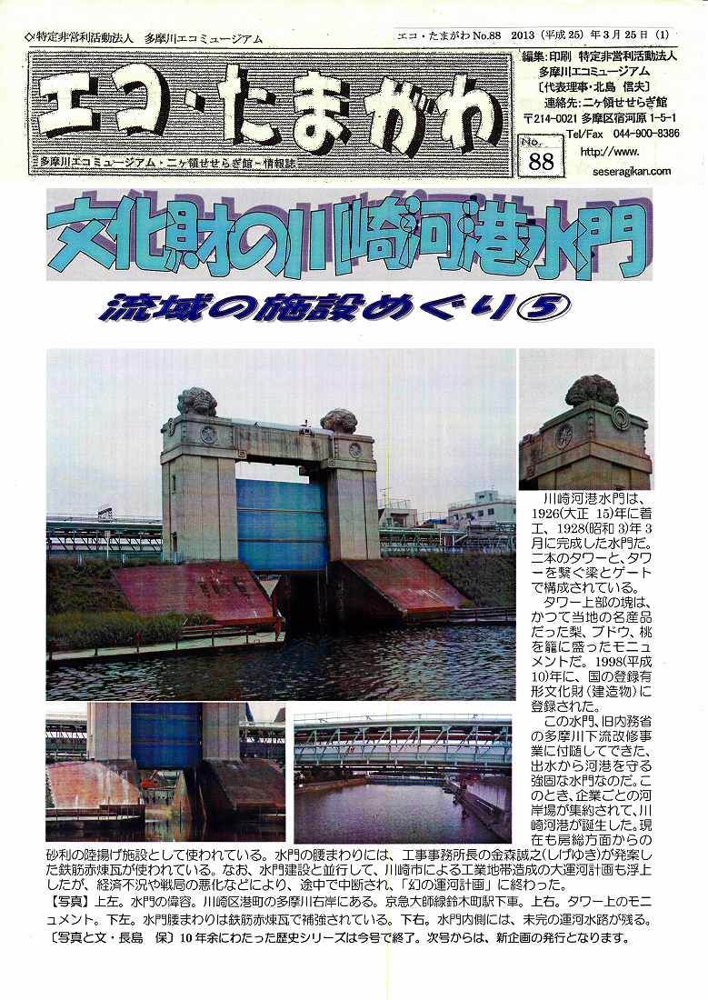 ◇特定非営利活動法人 多摩川エコミュージアム
エコ・たまがわ No.88 2013（平成25）年3月25日（1）
エコ・たまがわ
多摩川エコミュージアム・二ヶ領せせらぎ館−情報誌
編集：印刷 特定非営利活動法人
多摩川エコミュージアム
〔代表理事・北島 信夫〕
連絡先：二ヶ領せせらぎ館
〒214-0021 多摩区宿河原1-5-1
Tel/Fax 044-900-8386
http://www.
seseragikan.com
No.
88
文化財の川崎河港水門
流域の施設めぐり⑤
川崎河港水門は、
1926(大正 15)年に着
工、1928(昭和3)年3
月に完成した水門だ。
二本のタワーと、タワ
ーを繋ぐ梁とゲート
で構成されている。
タワー上部の塊は、
かつて当地の名産品
だった梨、ブドウ、桃
を籠に盛ったモニュ
メントだ。1998(平成
10)年に、国の登録有
形文化財（建造物）に
登録された。
この水門、旧内務省
の多摩川下流改修事
業に付随してできた、
出水から河港を守る
強固な水門なのだ。こ
のとき、企業ごとの河
岸場が集約されて、川
崎河港が誕生した。現
在も房総方面からの
砂利の陸揚げ施設として使われている。水門の腰まわりには、工事事務所長の金森誠之(しげゆき)が発案し
た鉄筋赤煉瓦が使われている。なお、水門建設と並行して、川崎市による工業地帯造成の大運河計画も浮上
したが、経済不況や戦局の悪化などにより、途中で中断され、「幻の運河計画」に終わった。
【写真】上左。水門の偉容。川崎区港町の多摩川右岸にある。京急大師線鈴木町駅下車。上右。タワー上のモニ
ュメント。下左。水門腰まわりは鉄筋赤煉瓦で補強されている。下右。水門内側には、未完の運河水路が残る。
〔写真と文・長島 保〕10年余にわたった歴史シリーズは今号で終了。次号からは、新企画の発行となります。